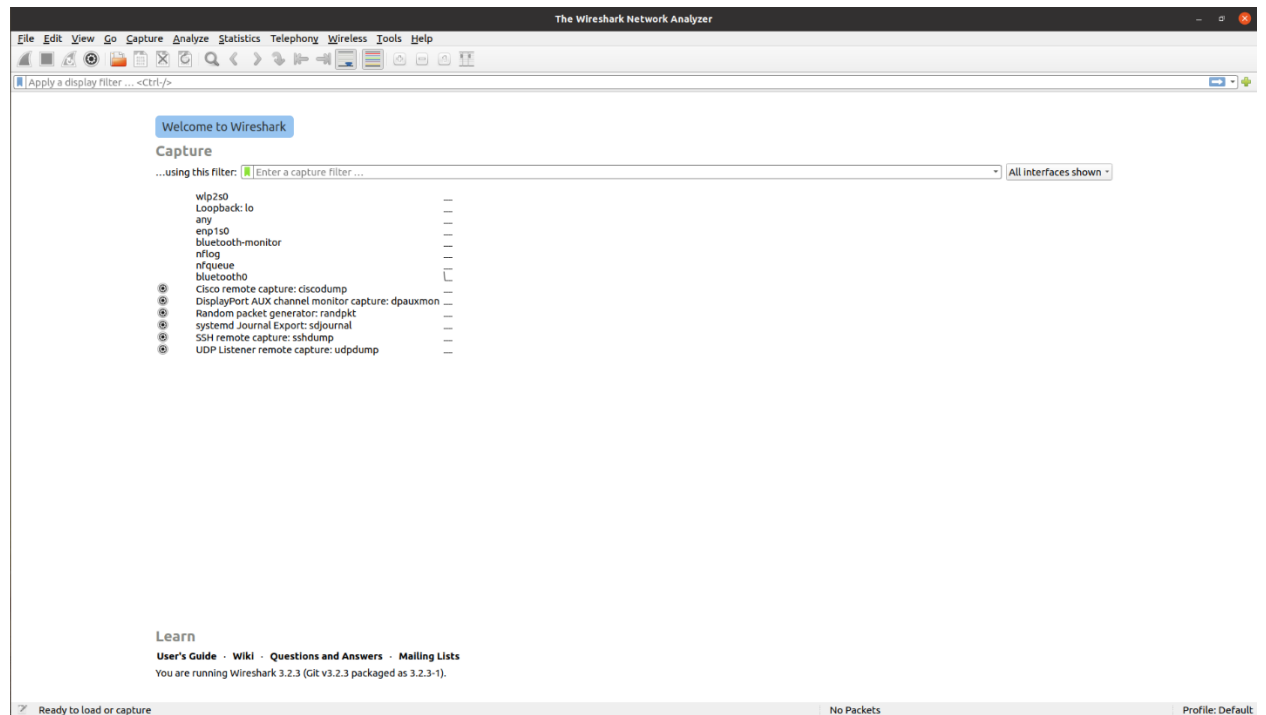 The Wireshark Network Analyzer
File Edit View Go Capture Analyze Statistics Telephony Wireless Tools Help
Apply a display filter ... <Ctrl-/>
Welcome to Wireshark
Capture
...using this filter: Enter a capture filter ... All interfaces shown
wlp2s0
Loopback: lo
any
enp1s0
bluetooth-monitor
nflog
nfqueue
bluetooth0
Cisco remote capture: ciscodump
DisplayPort AUX channel monitor capture: dpauxmon
Random packet generator: randpkt
systemd Journal Export: sdjournal
SSH remote capture: sshdump
UDP Listener remote capture: udpdump
Learn
User's Guide · Wiki · Questions and Answers · Mailing Lists
You are running Wireshark 3.2.3 (Git v3.2.3 packaged as 3.2.3-1).
Ready to load or capture No Packets Profile: Default